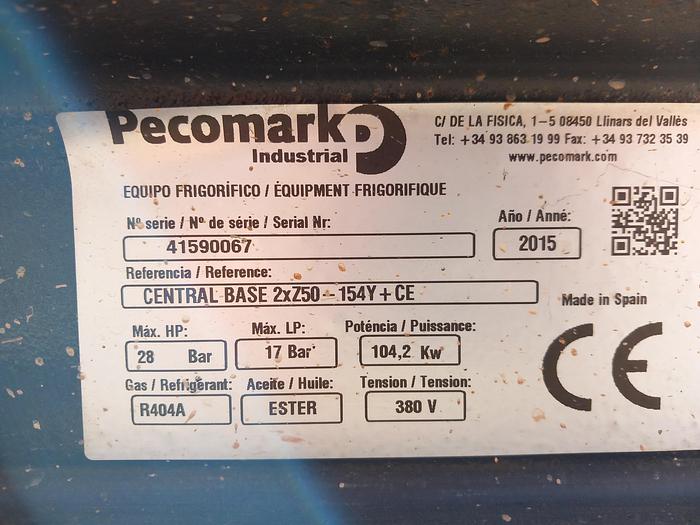 Pecomark
Industrial
C/ DE LA FISICA, 1-5 08450 Llinars del Vallès
Tel: +34 93 863 19 99 Fax: +34 93 732 35 39
www.pecomark.com
EQUIPO FRIGORÍFICO / ÉQUIPMENT FRIGORIFIQUE
Nº serie / Nº de série / Serial Nr:
41590067
Año / Anné:
2015
Referencia / Reference:
CENTRAL BASE 2xZ50-154Y+CE
Made in Spain
Máx. HP:
28 Bar
Máx. LP:
17 Bar
Poténcia / Puissance:
104,2 Kw
CE
Gas / Refrigerant:
R404A
Aceite / Huile:
ESTER
Tensión / Tension:
380 V